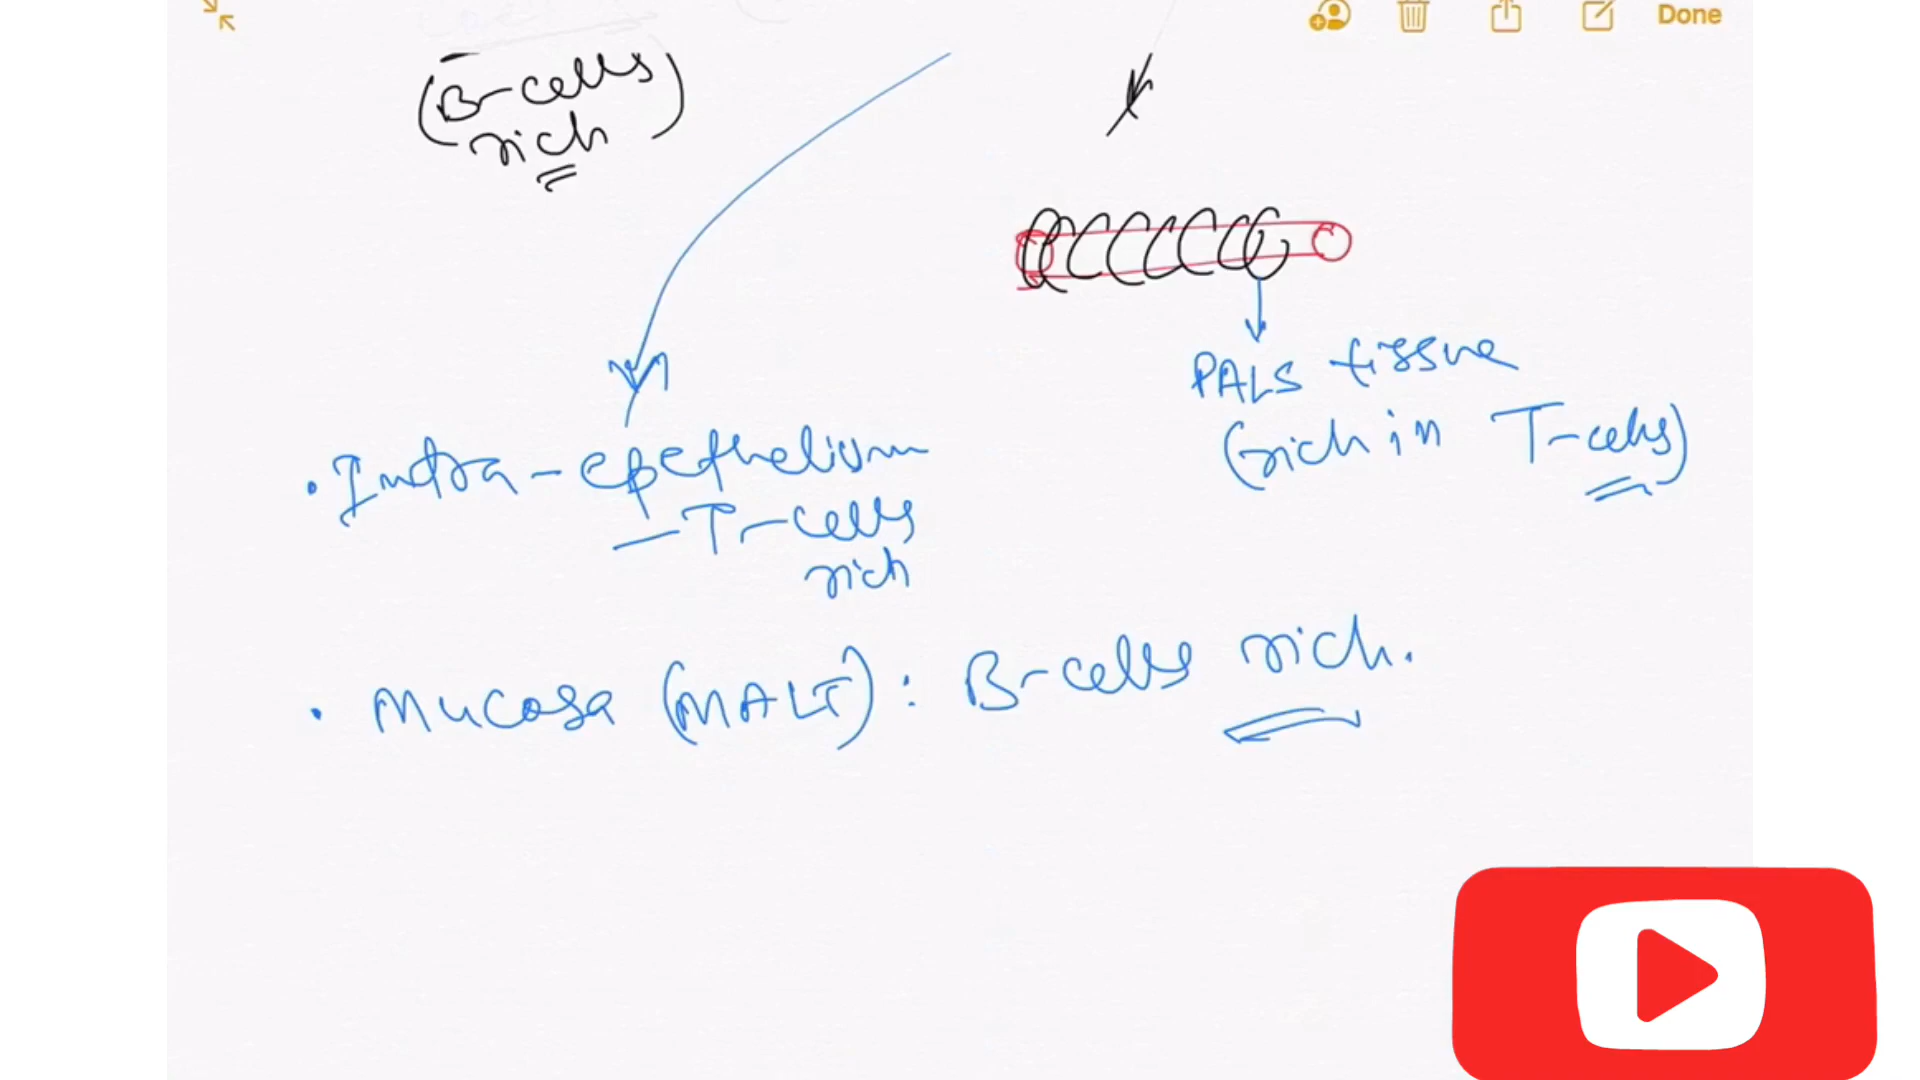 Done
(B-cells
rich)
PALS tissue
(rich in T-cells)
• Intra-epethelium
- T-cells
rich
• Mucosa (MALT): B-cells rich.